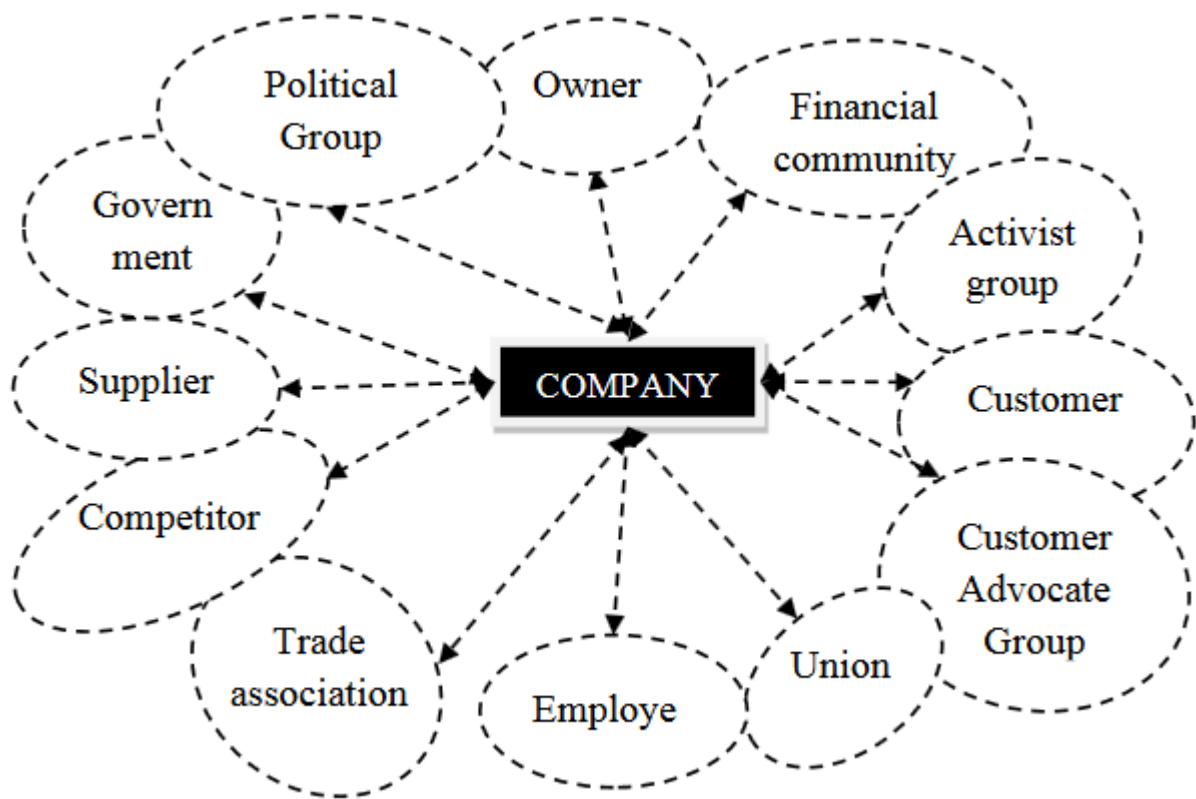 Political
Group
Owner
Financial
community
Govern
ment
Activist
group
Supplier
COMPANY
Customer
Competitor
Customer
Advocate
Group
Trade
association
Employe
Union